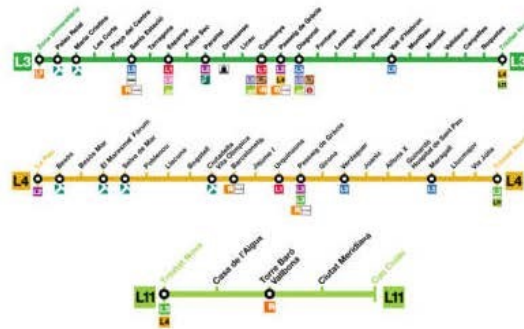 L3
Zona Universitària
Palau Reial
Maria Cristina
Les Corts
Plaça del Centre
Sants Estació
Tarragona
Espanya
Poble Sec
Paral·lel
Drassanes
Liceu
Catalunya
Passeig de Gràcia
Diagonal
Fontana
Lesseps
Vallcarca
Penitents
Vall d'Hebron
Montbau
Mundet
Valldaura
Canyelles
Roquetes
Trinitat Nova
L4
La Pau
Besòs
Besòs Mar
El Maresme Fòrum
Selva de Mar
Poblenou
Llacuna
Bogatell
Ciutadella
Vila Olímpica
Barceloneta
Jaume I
Urquinaona
Passeig de Gràcia
Girona
Verdaguer
Joanic
Alfons X
Guinardó
Hospital de Sant Pau
Maragall
Llucmajor
Via Júlia
Trinitat Nova
L4
L11
Trinitat Nova
L3
L4
Casa de l'Aigua
Torre Baró
Vallbona
Ciutat Meridiana
Can Cuiàs
L11